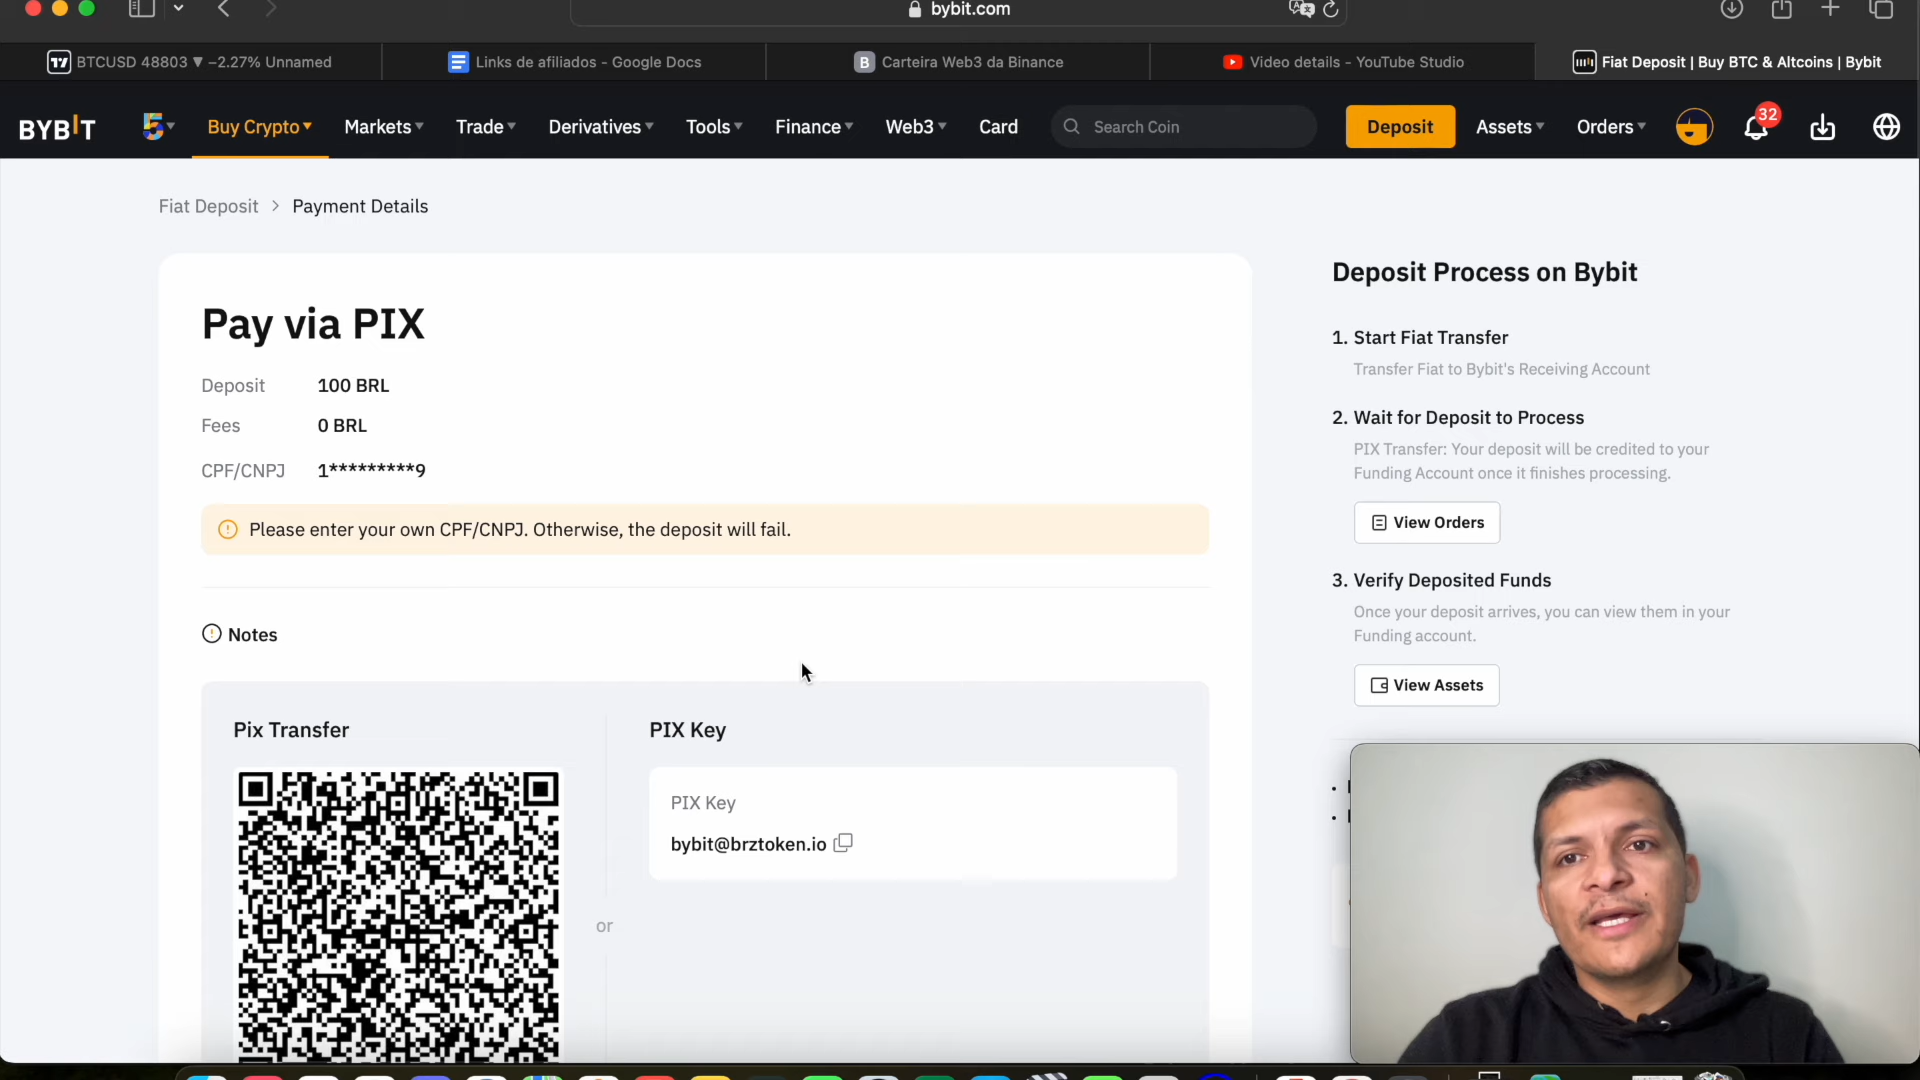 bybit.com
BTCUSD 48803 ▼ −2.27% Unnamed
Links de afiliados - Google Docs
B Carteira Web3 da Binance
Video details - YouTube Studio
Fiat Deposit | Buy BTC & Altcoins | Bybit
BYBIT
5
Buy Crypto
Markets
Trade
Derivatives
Tools
Finance
Web3
Card
Search Coin
Deposit
Assets
Orders
32
Fiat Deposit > Payment Details
Pay via PIX
Deposit 100 BRL
Fees 0 BRL
CPF/CNPJ 1*********9
Please enter your own CPF/CNPJ. Otherwise, the deposit will fail.
Notes
Pix Transfer
or
PIX Key
PIX Key
bybit@brztoken.io
Deposit Process on Bybit
1. Start Fiat Transfer
Transfer Fiat to Bybit's Receiving Account
2. Wait for Deposit to Process
PIX Transfer: Your deposit will be credited to your
Funding Account once it finishes processing.
View Orders
3. Verify Deposited Funds
Once your deposit arrives, you can view them in your
Funding account.
View Assets